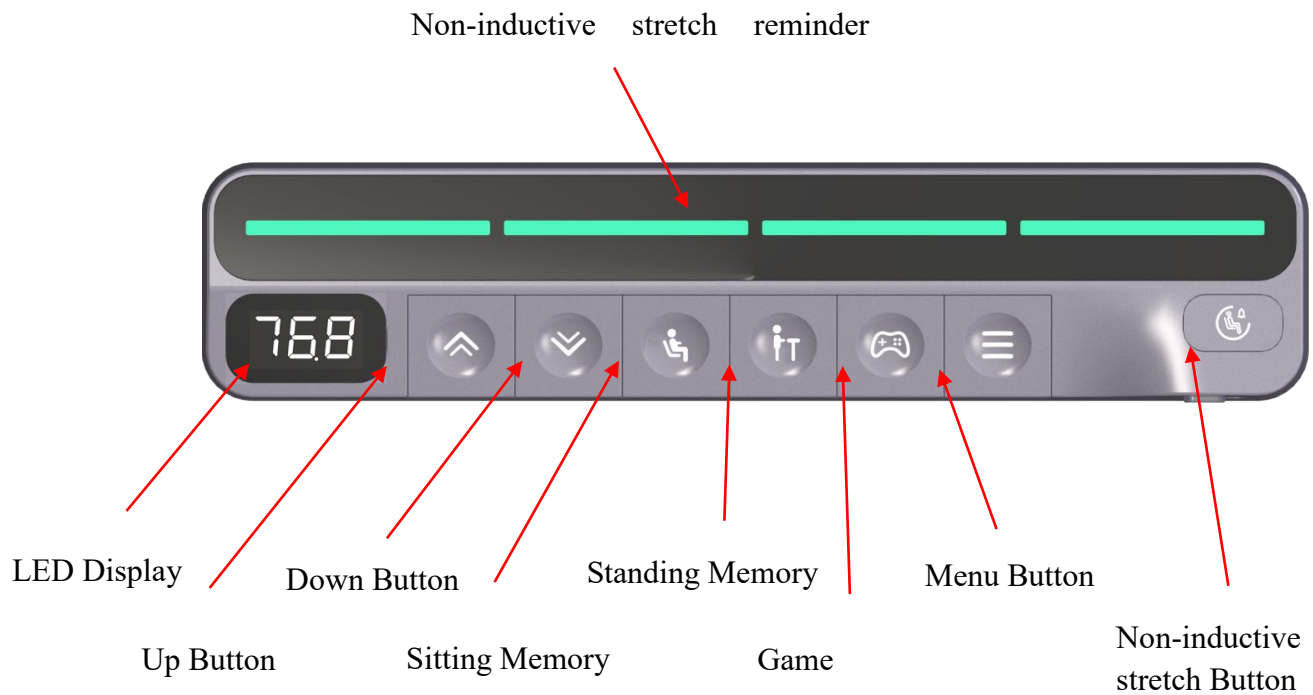 Non-inductive stretch reminder
76.8
LED Display
Down Button
Standing Memory
Menu Button
Up Button
Sitting Memory
Game
Non-inductive
stretch Button